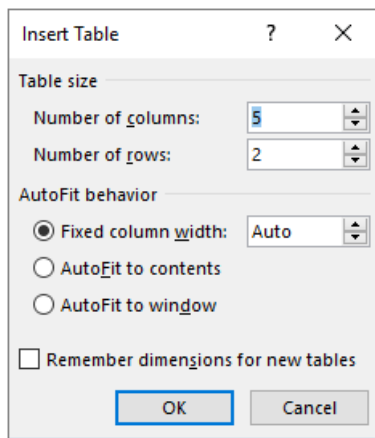 Insert Table ?
Table size
Number of columns: 5
Number of rows: 2
AutoFit behavior
Fixed column width: Auto
AutoFit to contents
AutoFit to window
Remember dimensions for new tables
OK Cancel